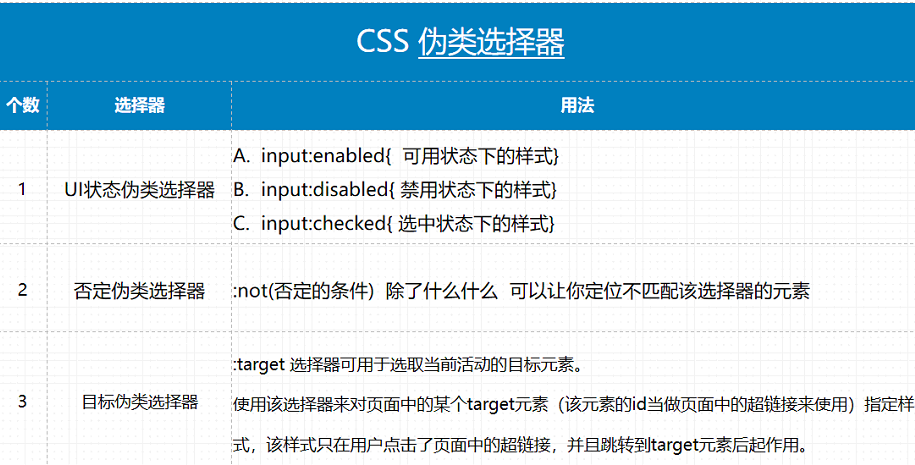 CSS 伪类选择器
个数 选择器 用法
1 UI状态伪类选择器
A. input:enabled{ 可用状态下的样式}
B. input:disabled{ 禁用状态下的样式}
C. input:checked{ 选中状态下的样式}
2 否定伪类选择器 :not(否定的条件) 除了什么什么 可以让你定位不匹配该选择器的元素
3 目标伪类选择器
:target 选择器可用于选取当前活动的目标元素。
使用该选择器来对页面中的某个target元素（该元素的id当做页面中的超链接来使用）指定样
式，该样式只在用户点击了页面中的超链接，并且跳转到target元素后起作用。